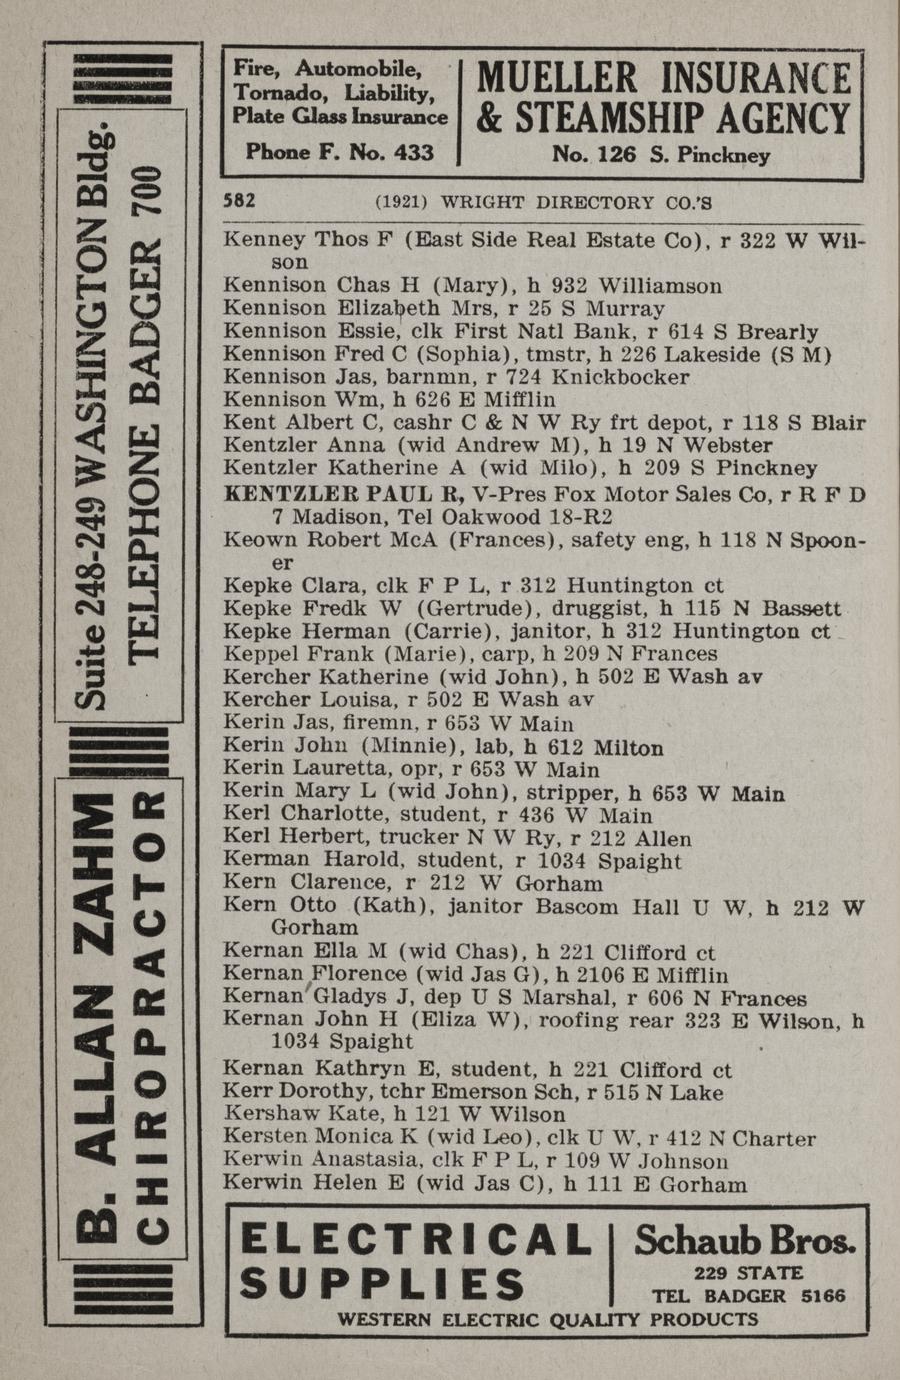 Fire, Automobile,
Tornado, Liability,
Plate Glass Insurance
Phone F. No. 433
MUELLER INSURANCE
& STEAMSHIP AGENCY
No. 126 S. Pinckney
582 (1921) WRIGHT DIRECTORY CO.'S
Kenney Thos F (East Side Real Estate Co), r 322 W Wil-
son
Kennison Chas H (Mary), h 932 Williamson
Kennison Elizabeth Mrs, r 25 S Murray
Kennison Essie, clk First Natl Bank, r 614 S Brearly
Kennison Fred C (Sophia), tmstr, h 226 Lakeside (S M)
Kennison Jas, barnmn, r 724 Knickbocker
Kennison Wm, h 626 E Mifflin
Kent Albert C, cashr C & N W Ry frt depot, r 118 S Blair
Kentzler Anna (wid Andrew M), h 19 N Webster
Kentzler Katherine A (wid Milo), h 209 S Pinckney
KENTZLER PAUL R, V-Pres Fox Motor Sales Co, r R F D
7 Madison, Tel Oakwood 18-R2
Keown Robert McA (Frances), safety eng, h 118 N Spoon-
er
Kepke Clara, clk F P L, r 312 Huntington ct
Kepke Fredk W (Gertrude), druggist, h 115 N Bassett
Kepke Herman (Carrie), janitor, h 312 Huntington ct
Keppel Frank (Marie), carp, h 209 N Frances
Kercher Katherine (wid John), h 502 E Wash av
Kercher Louisa, r 502 E Wash av
Kerin Jas, firemn, r 653 W Main
Kerin John (Minnie), lab, h 612 Milton
Kerin Lauretta, opr, r 653 W Main
Kerin Mary L (wid John), stripper, h 653 W Main
Kerl Charlotte, student, r 436 W Main
Kerl Herbert, trucker N W Ry, r 212 Allen
Kerman Harold, student, r 1034 Spaight
Kern Clarence, r 212 W Gorham
Kern Otto (Kath), janitor Bascom Hall U W, h 212 W
Gorham
Kernan Ella M (wid Chas), h 221 Clifford ct
Kernan Florence (wid Jas G), h 2106 E Mifflin
Kernan Gladys J, dep U S Marshal, r 606 N Frances
Kernan John H (Eliza W), roofing rear 323 E Wilson, h
1034 Spaight
Kernan Kathryn E, student, h 221 Clifford ct
Kerr Dorothy, tchr Emerson Sch, r 515 N Lake
Kershaw Kate, h 121 W Wilson
Kersten Monica K (wid Leo), clk U W, r 412 N Charter
Kerwin Anastasia, clk F P L, r 109 W Johnson
Kerwin Helen E (wid Jas C), h 111 E Gorham
ELECTRICAL
SUPPLIES
Schaub Bros.
229 STATE
TEL BADGER 5166
WESTERN ELECTRIC QUALITY PRODUCTS
B. ALLAN ZAHM
CHIROPRACTOR
Suite 248-249 WASHINGTON Bldg.
TELEPHONE BADGER 700